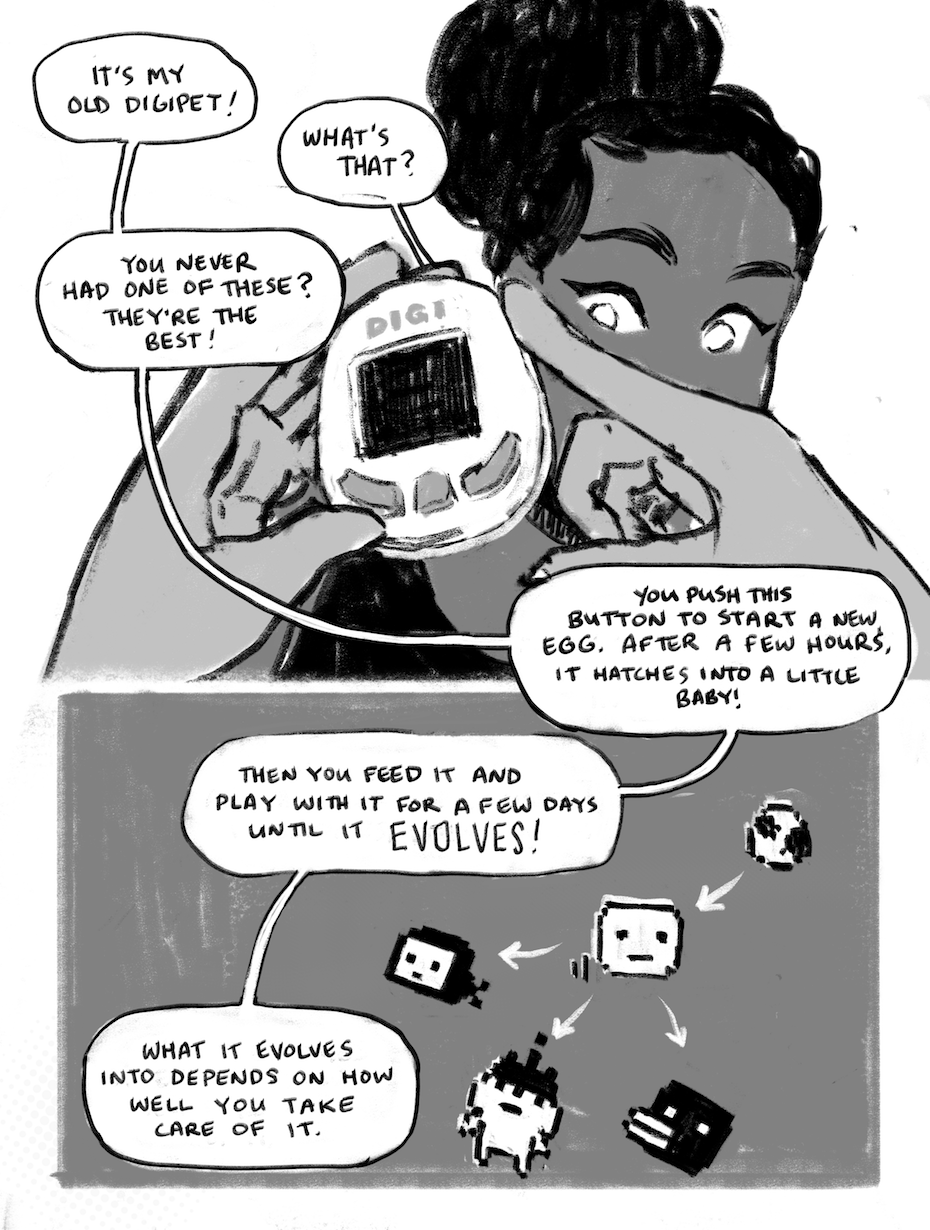 IT'S MY
OLD DIGIPET!
WHAT'S
THAT?
YOU NEVER
HAD ONE OF THESE?
THEY'RE THE
BEST!
DIGI
YOU PUSH THIS
BUTTON TO START A NEW
EGG. AFTER A FEW HOURS,
IT HATCHES INTO A LITTLE
BABY!
THEN YOU FEED IT AND
PLAY WITH IT FOR A FEW DAYS
UNTIL IT EVOLVES!
WHAT IT EVOLVES
INTO DEPENDS ON HOW
WELL YOU TAKE
CARE OF IT.